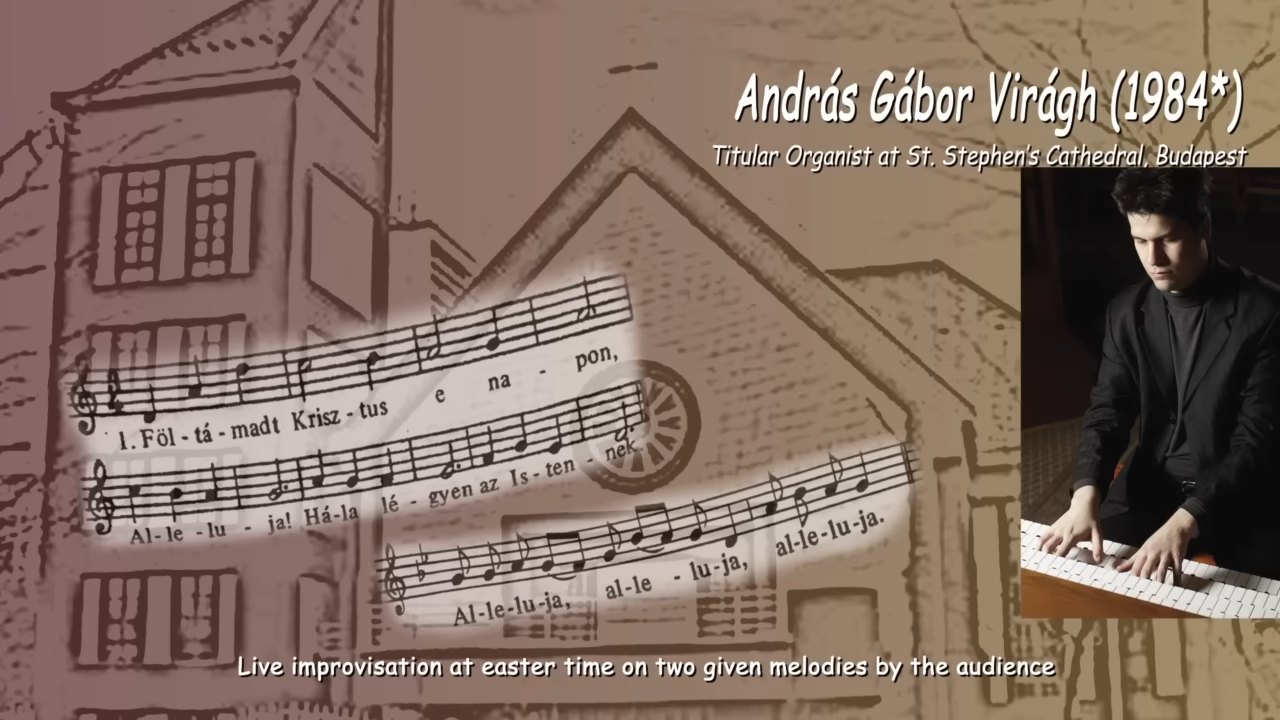 András Gábor Virágh (1984*)
Titular Organist at St. Stephen's Cathedral, Budapest
1. Föl - tá - madt Krisz - tus e na - pon,
Al - le - lu - ja! Há-la lé - gyen az Is - ten - nek.
Al-le-lu-ja, al-le - lu-ja, al-le-lu-ja.
Live improvisation at easter time on two given melodies by the audience